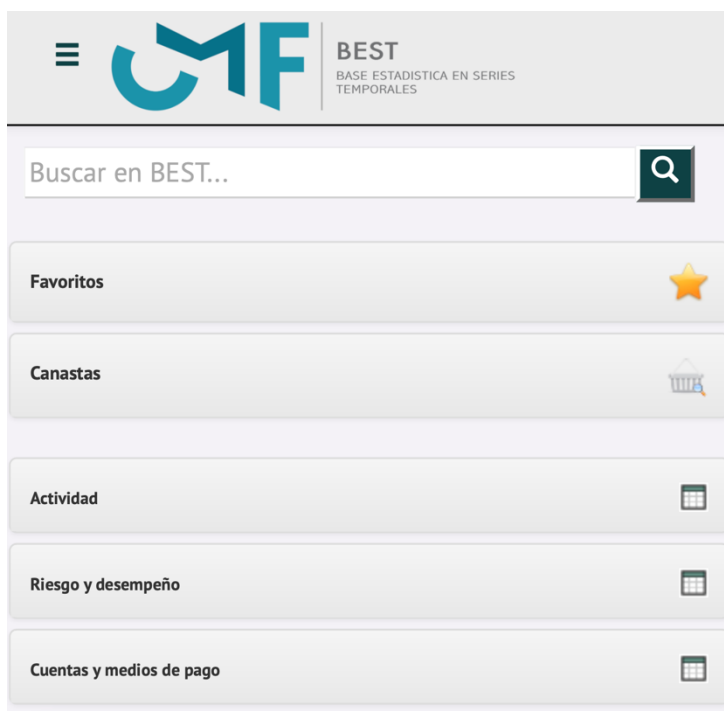 CMF
BEST
BASE ESTADISTICA EN SERIES
TEMPORALES
Buscar en BEST...
Favoritos
Canastas
Actividad
Riesgo y desempeño
Cuentas y medios de pago